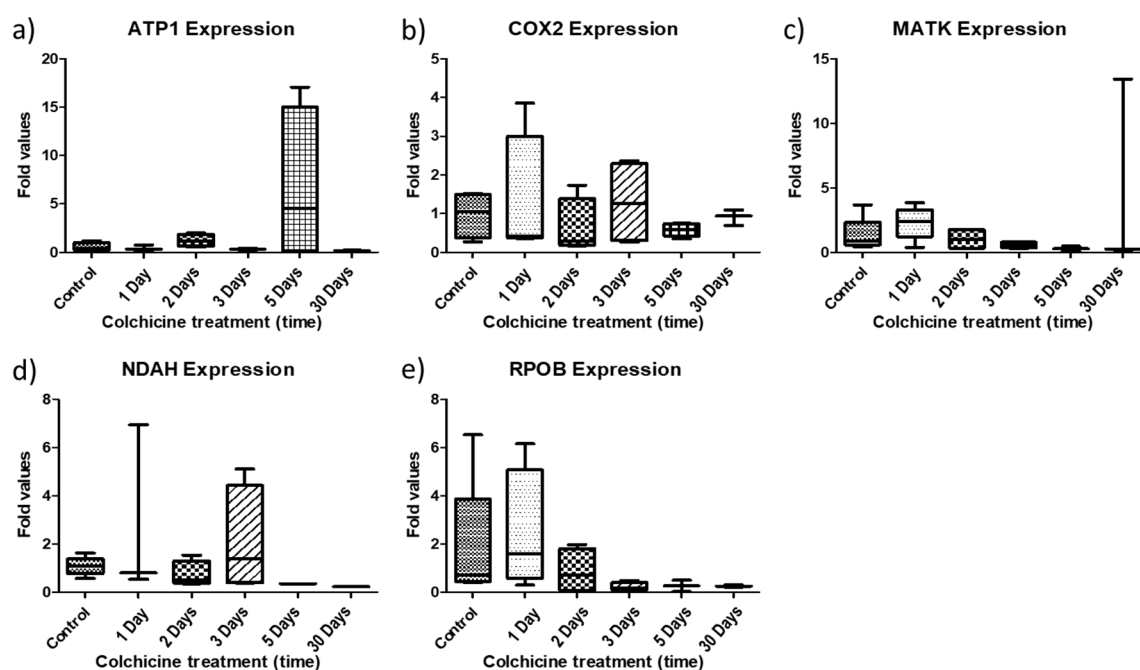 a)
ATP1 Expression
Fold values
20
15
10
5
0
Control
1 Day
2 Days
3 Days
5 Days
30 Days
Colchicine treatment (time)
b)
COX2 Expression
Fold values
5
4
3
2
1
0
Control
1 Day
2 Days
3 Days
5 Days
30 Days
Colchicine treatment (time)
c)
MATK Expression
Fold values
15
10
5
0
Control
1 Day
2 Days
3 Days
5 Days
30 Days
Colchicine treatment (time)
d)
NDAH Expression
Fold values
8
6
4
2
0
Control
1 Day
2 Days
3 Days
5 Days
30 Days
Colchicine treatment (time)
e)
RPOB Expression
Fold values
8
6
4
2
0
Control
1 Day
2 Days
3 Days
5 Days
30 Days
Colchicine treatment (time)